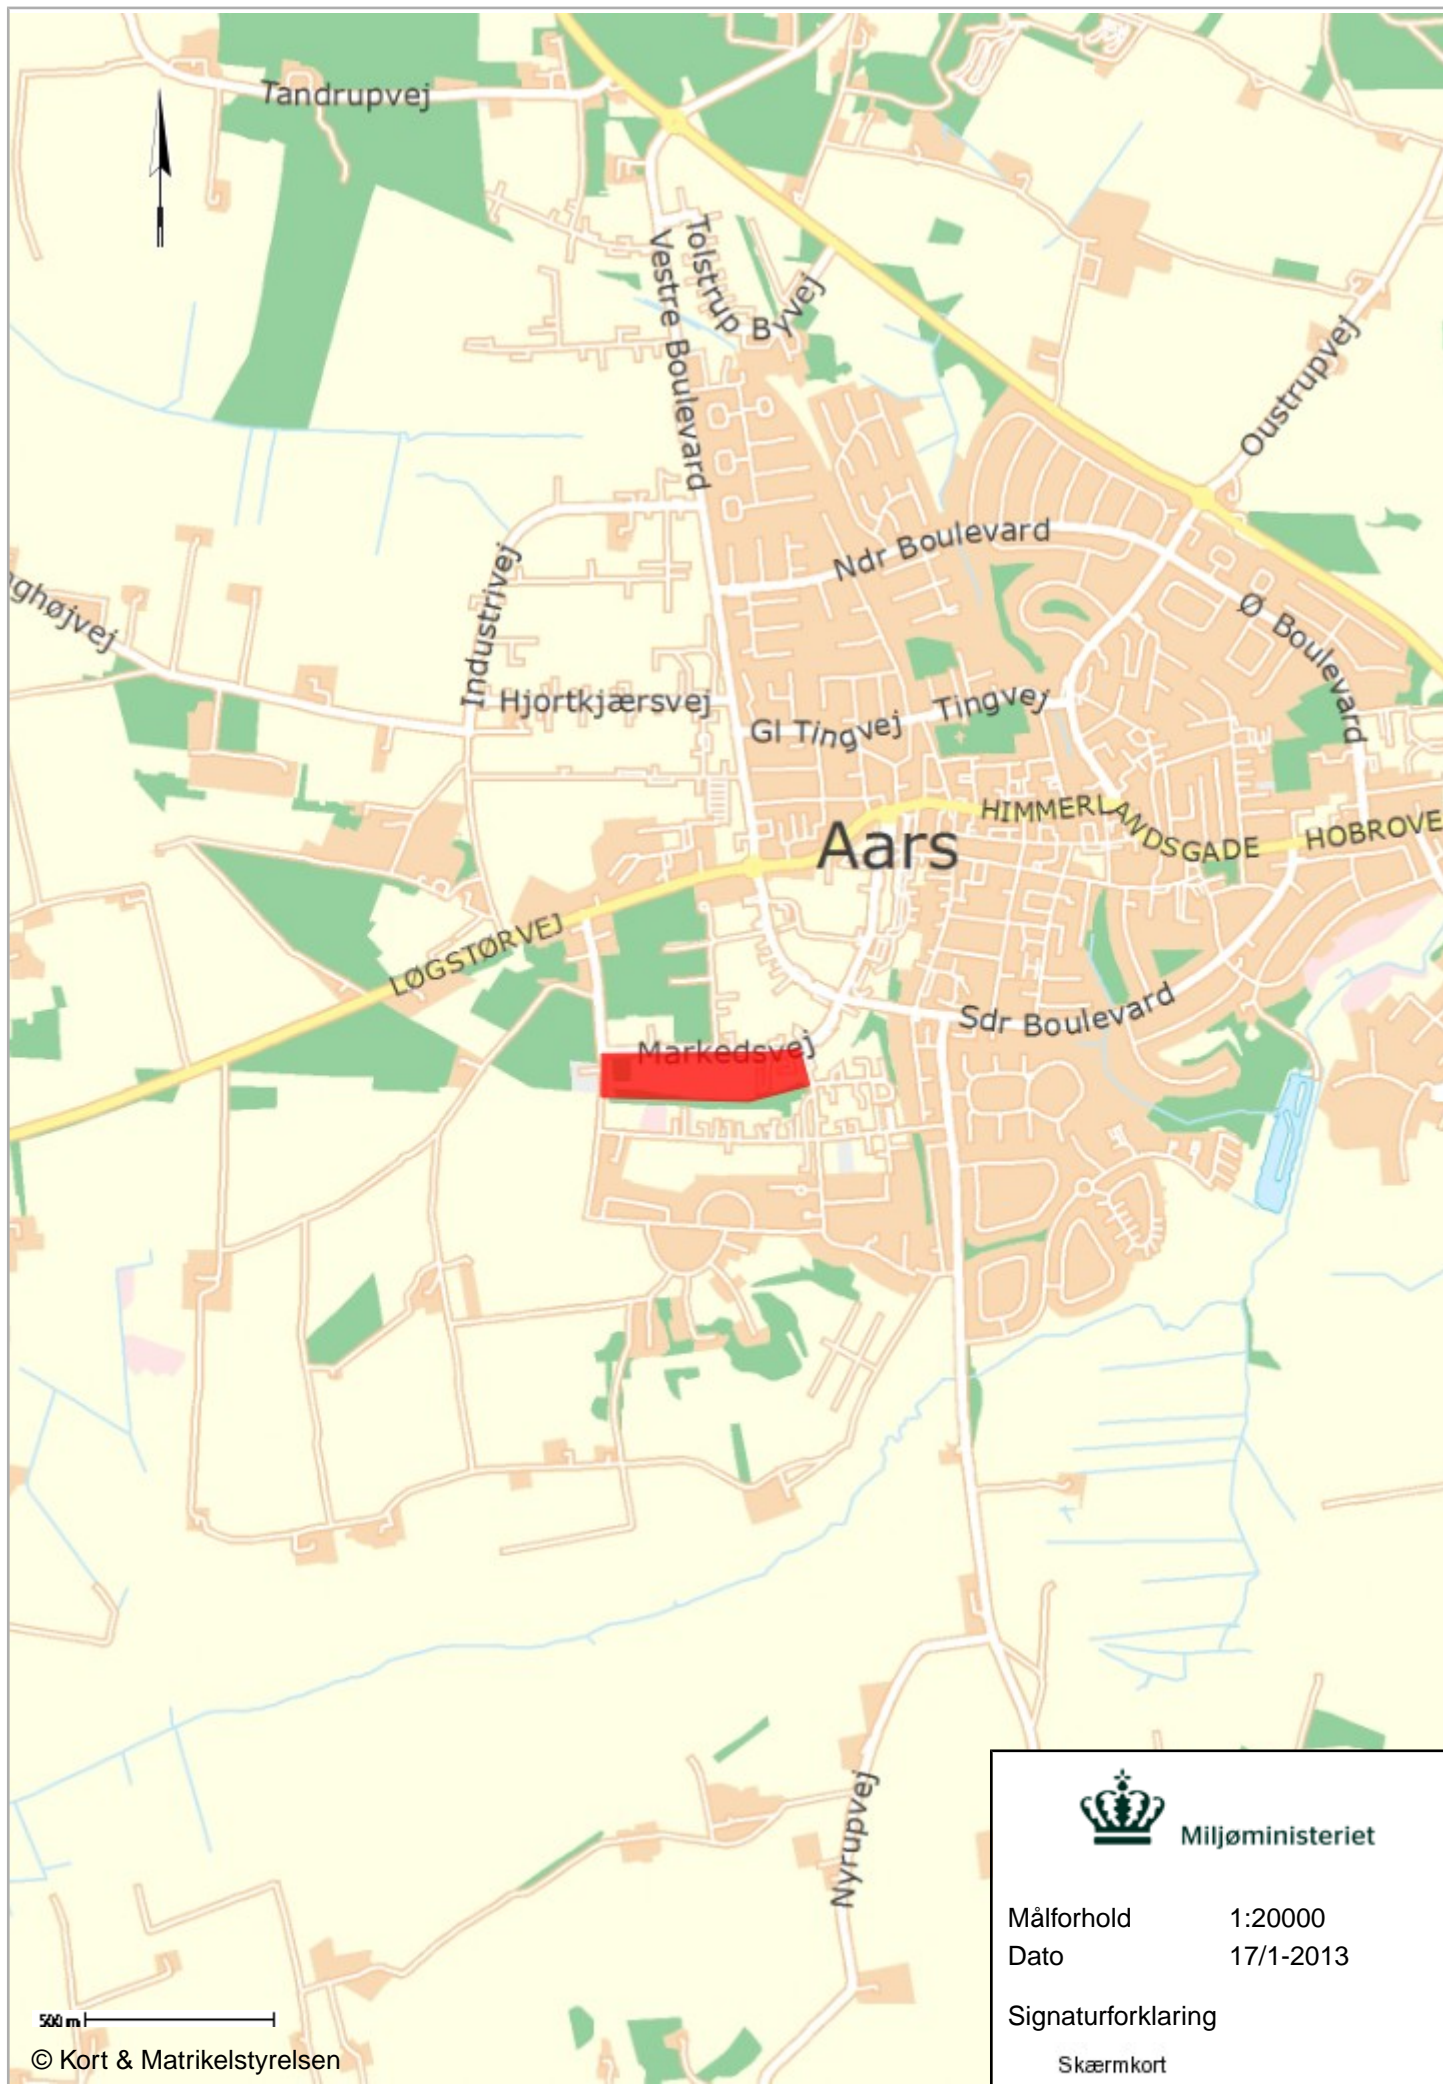 Tandrupvej
Tolstrup Byvej
Vestre Boulevard
Oustrupvej
Ndr Boulevard
Industrivej
Ø Boulevard
Hjortkjærsvej
Gl Tingvej
Tingvej
HIMMERLANDSGADE
HOBROVE
Aars
LØGSTØRVEJ
Sdr Boulevard
Markedsvej
Nyrupvej
Miljøministeriet
Målforhold 1:20000
Dato 17/1-2013
Signaturforklaring
Skærmkort
500 m
© Kort & Matrikelstyrelsen